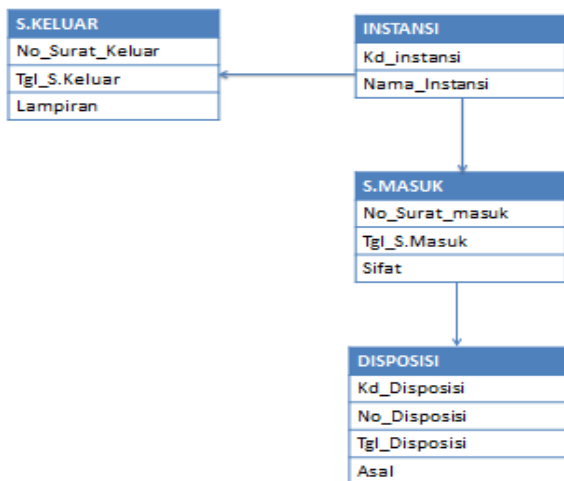 S.KELUAR
No_Surat_Keluar
Tgl_S.Keluar
Lampiran
INSTANSI
Kd_instansi
Nama_Instansi
S.MASUK
No_Surat_masuk
Tgl_S.Masuk
Sifat
DISPOSISI
Kd_Disposisi
No_Disposisi
Tgl_Disposisi
Asal